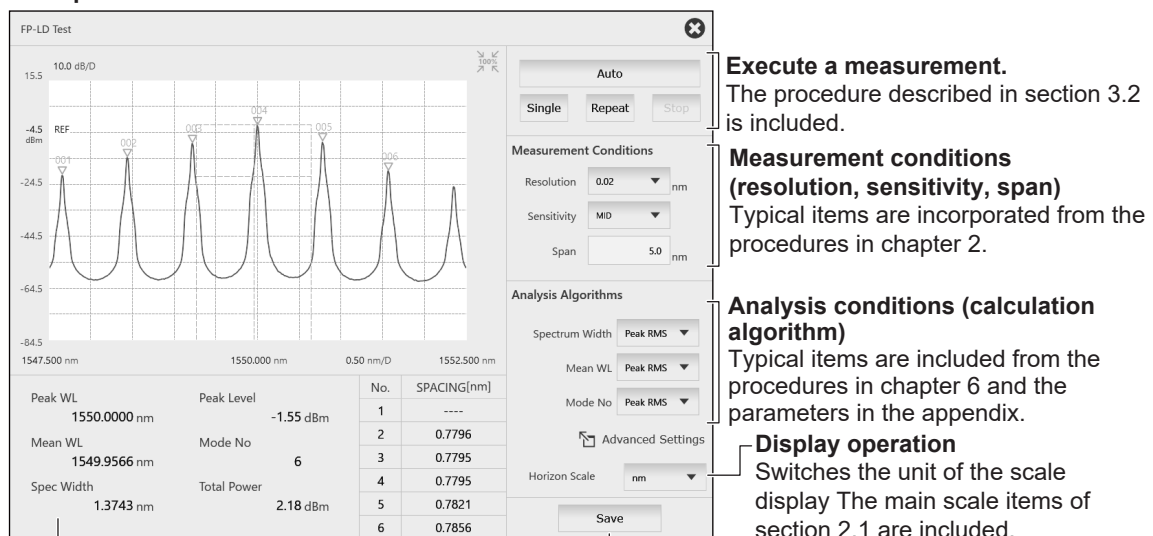 FP-LD Test
10.0 dB/D
100%
15.5
-4.5
dBm
REF
-24.5
-44.5
-64.5
-84.5
001
002
003
004
005
006
1547.500 nm
1550.000 nm
0.50 nm/D
1552.500 nm
Peak WL
1550.0000 nm
Peak Level
-1.55 dBm
Mean WL
1549.9566 nm
Mode No
6
Spec Width
1.3743 nm
Total Power
2.18 dBm
No. SPACING[nm]
1 ----
2 0.7796
3 0.7795
4 0.7795
5 0.7821
6 0.7856
Auto
Single Repeat Stop
Measurement Conditions
Resolution 0.02 nm
Sensitivity MID
Span 5.0 nm
Analysis Algorithms
Spectrum Width Peak RMS
Mean WL Peak RMS
Mode No Peak RMS
Advanced Settings
Horizon Scale nm
Save
Execute a measurement.
The procedure described in section 3.2
is included.
Measurement conditions
(resolution, sensitivity, span)
Typical items are incorporated from the
procedures in chapter 2.
Analysis conditions (calculation
algorithm)
Typical items are included from the
procedures in chapter 6 and the
parameters in the appendix.
Display operation
Switches the unit of the scale
display The main scale items of
section 2.1 are included.